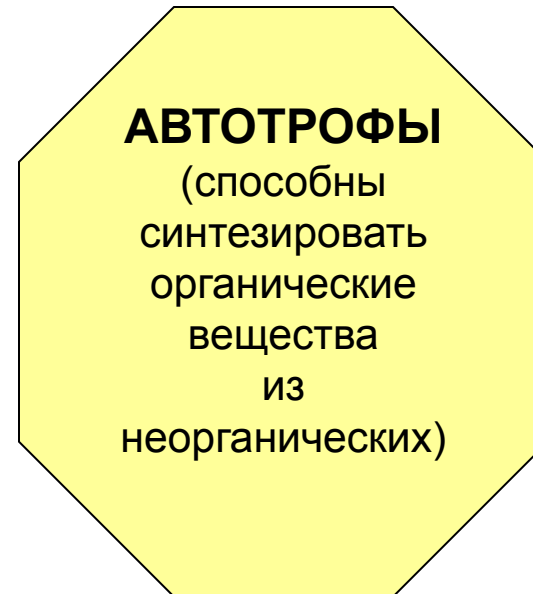 АВТОТРОФЫ
(способны
синтезировать
органические
вещества
из
неорганических)